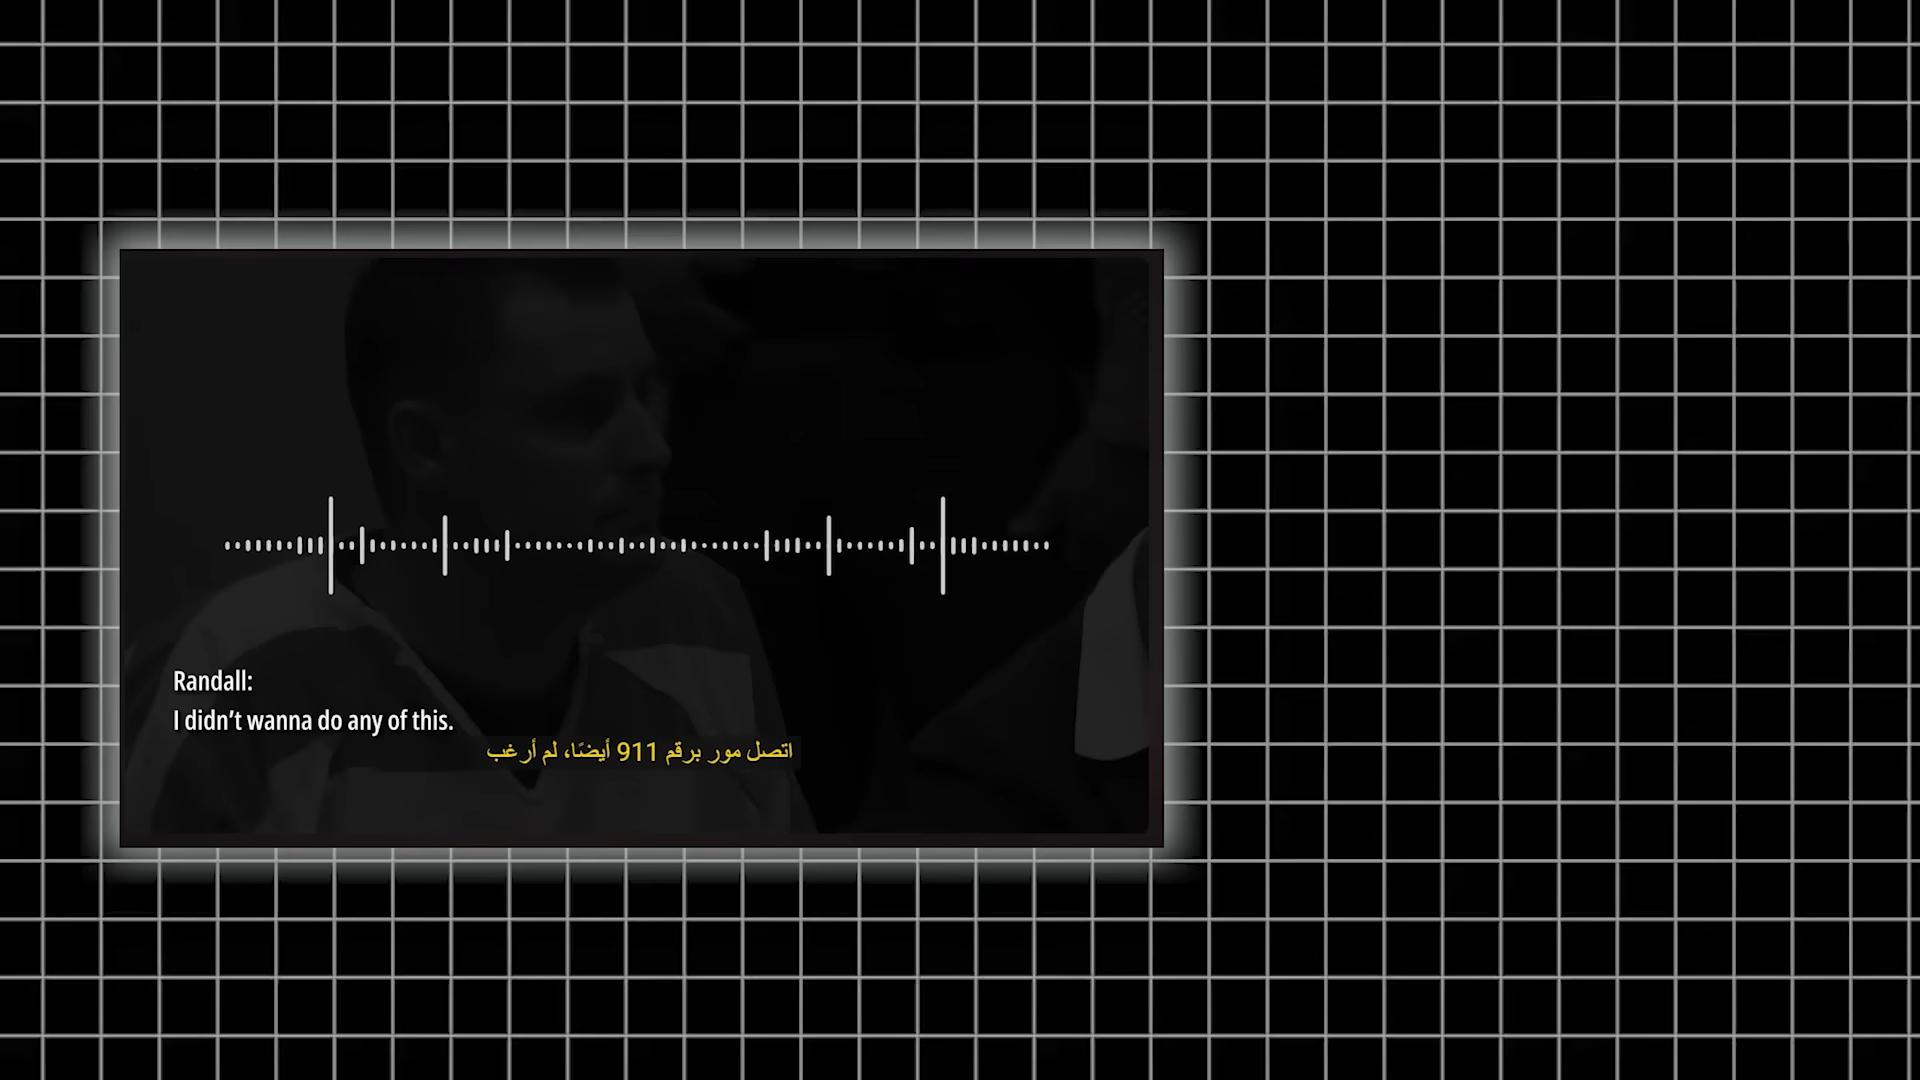 Randall:
I didn’t wanna do any of this.
اتصل مور برقم 911 أيضًا، لم أرغب